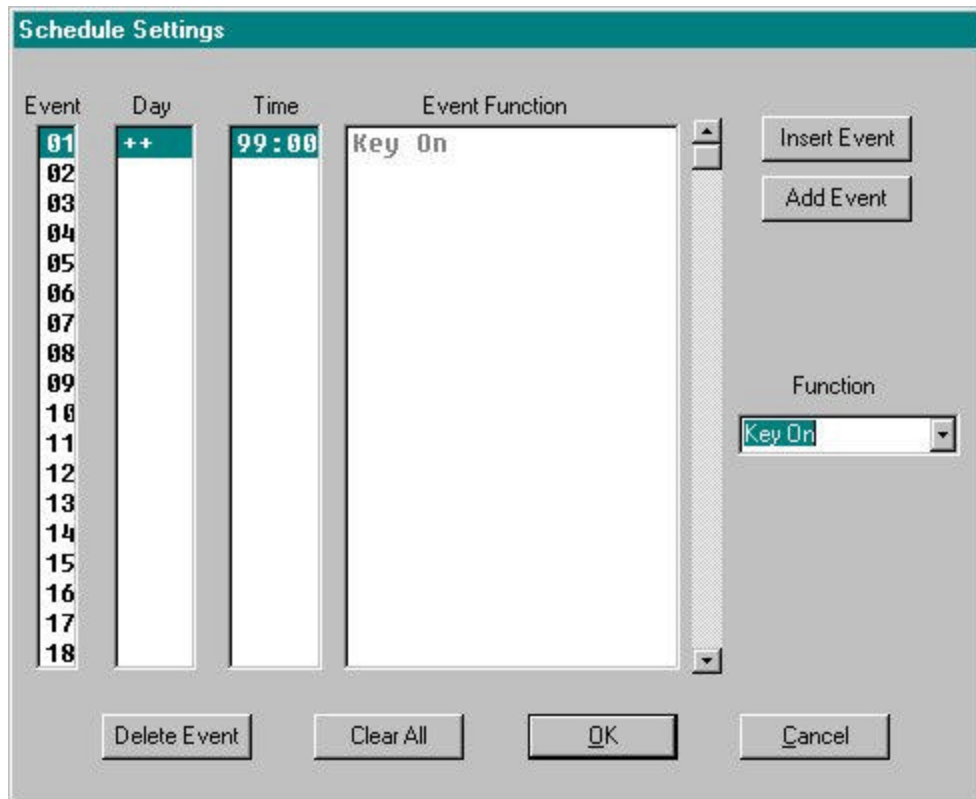 Schedule Settings
Event Day Time Event Function
01 ++ 99:00 Key On
02
03
04
05
06
07
08
09
10
11
12
13
14
15
16
17
18
Insert Event
Add Event
Function
Key On
Delete Event Clear All OK Cancel